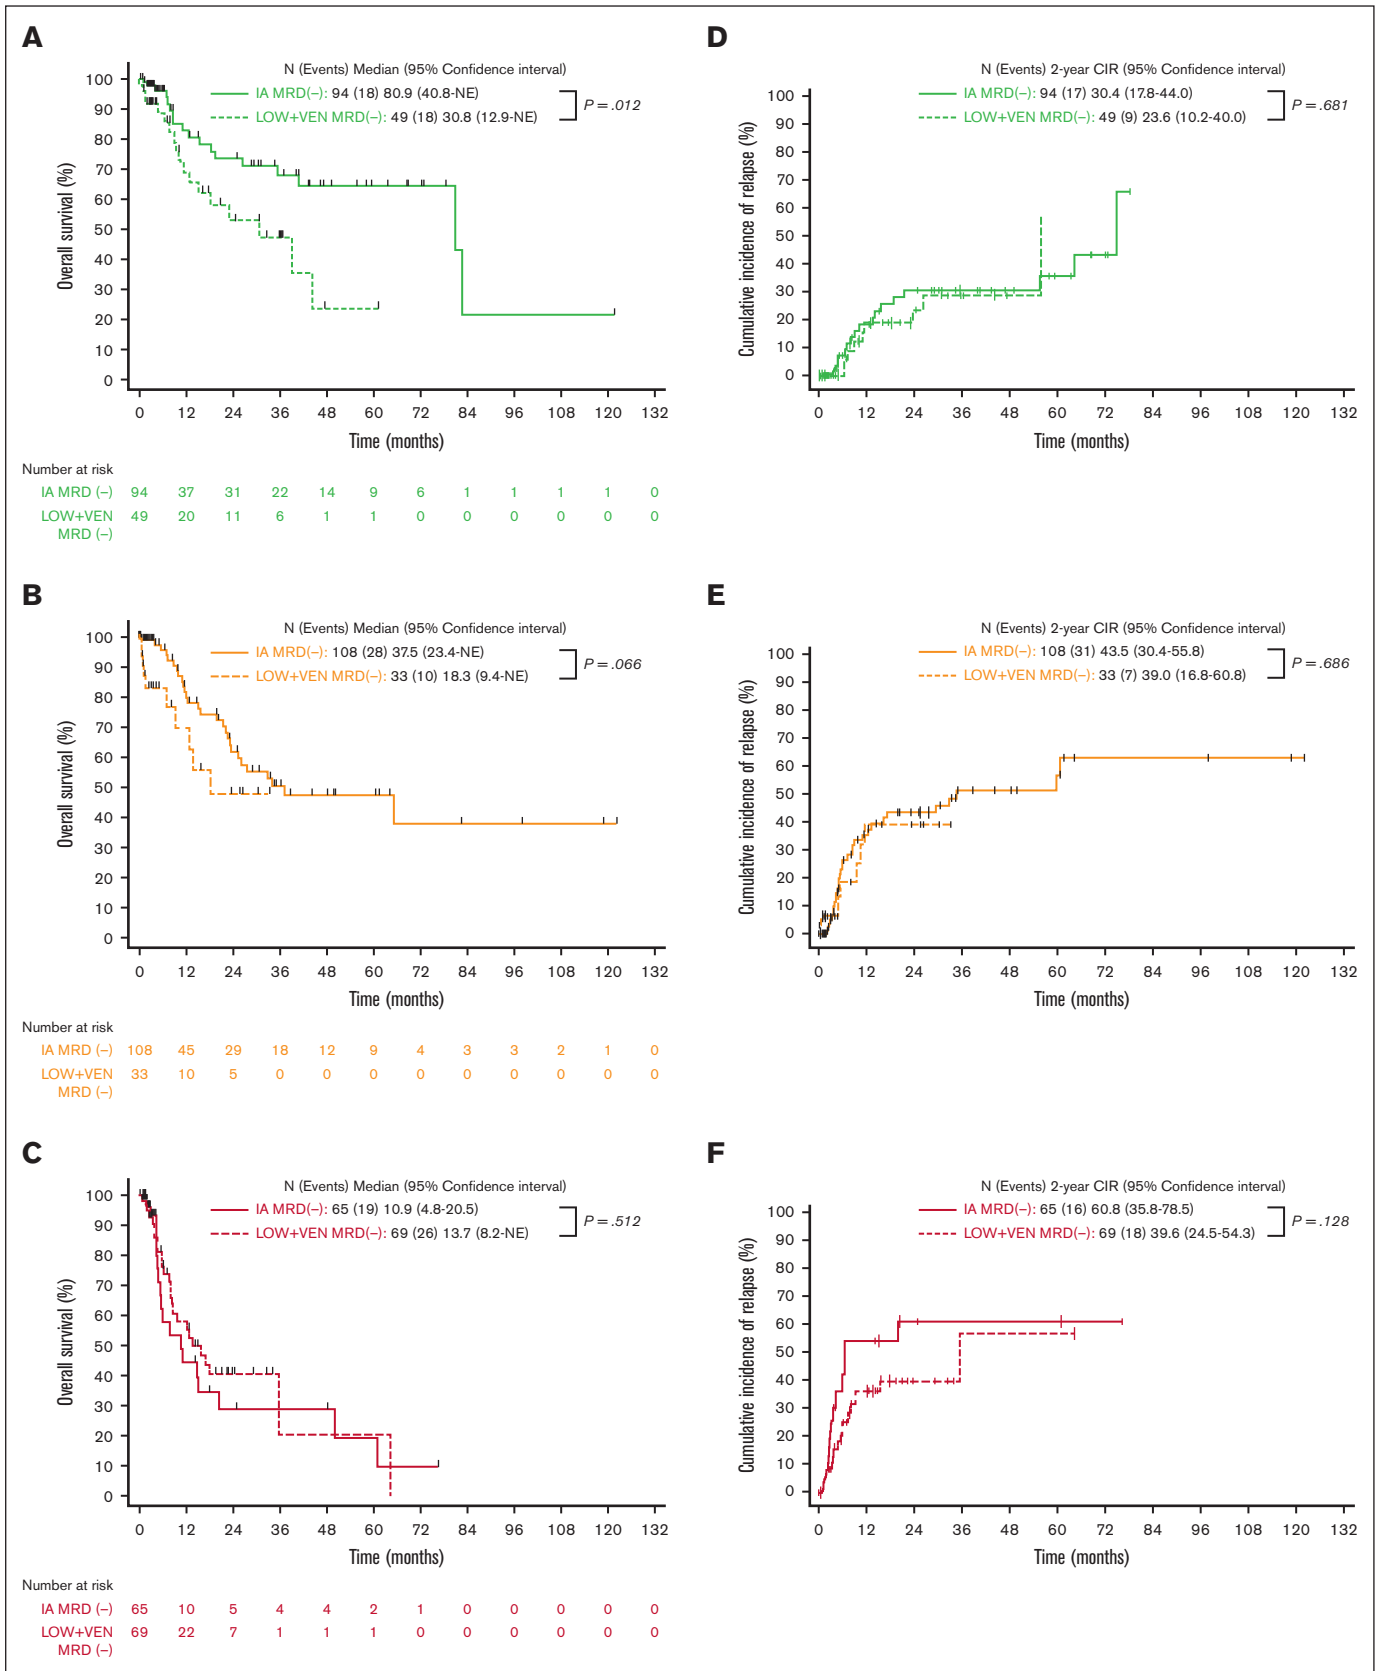 A
N (Events) Median (95% Confidence interval)
IA MRD(–): 94 (18) 80.9 (40.8-NE)
LOW+VEN MRD(–): 49 (18) 30.8 (12.9-NE)
P = .012
Overall survival (%)
100
90
80
70
60
50
40
30
20
10
0
0 12 24 36 48 60 72 84 96 108 120 132
Time (months)
Number at risk
IA MRD (–) 94 37 31 22 14 9 6 1 1 1 1 0
LOW+VEN 49 20 11 6 1 1 0 0 0 0 0 0
MRD (–)
D
N (Events) 2-year CIR (95% Confidence interval)
IA MRD(–): 94 (17) 30.4 (17.8-44.0)
LOW+VEN MRD(–): 49 (9) 23.6 (10.2-40.0)
P = .681
Cumulative incidence of relapse (%)
100
90
80
70
60
50
40
30
20
10
0
0 12 24 36 48 60 72 84 96 108 120 132
Time (months)
B
N (Events) Median (95% Confidence interval)
IA MRD(–): 108 (28) 37.5 (23.4-NE)
LOW+VEN MRD(–): 33 (10) 18.3 (9.4-NE)
P = .066
Overall survival (%)
100
90
80
70
60
50
40
30
20
10
0
0 12 24 36 48 60 72 84 96 108 120 132
Time (months)
Number at risk
IA MRD (–) 108 45 29 18 12 9 4 3 3 2 1 0
LOW+VEN 33 10 5 0 0 0 0 0 0 0 0 0
MRD (–)
E
N (Events) 2-year CIR (95% Confidence interval)
IA MRD(–): 108 (31) 43.5 (30.4-55.8)
LOW+VEN MRD(–): 33 (7) 39.0 (16.8-60.8)
P = .686
Cumulative incidence of relapse (%)
100
90
80
70
60
50
40
30
20
10
0
0 12 24 36 48 60 72 84 96 108 120 132
Time (months)
C
N (Events) Median (95% Confidence interval)
IA MRD(–): 65 (19) 10.9 (4.8-20.5)
LOW+VEN MRD(–): 69 (26) 13.7 (8.2-NE)
P = .512
Overall survival (%)
100
90
80
70
60
50
40
30
20
10
0
0 12 24 36 48 60 72 84 96 108 120 132
Time (months)
Number at risk
IA MRD (–) 65 10 5 4 4 2 1 0 0 0 0 0
LOW+VEN 69 22 7 1 1 1 0 0 0 0 0 0
MRD (–)
F
N (Events) 2-year CIR (95% Confidence interval)
IA MRD(–): 65 (16) 60.8 (35.8-78.5)
LOW+VEN MRD(–): 69 (18) 39.6 (24.5-54.3)
P = .128
Cumulative incidence of relapse (%)
100
90
80
70
60
50
40
30
20
10
0
0 12 24 36 48 60 72 84 96 108 120 132
Time (months)